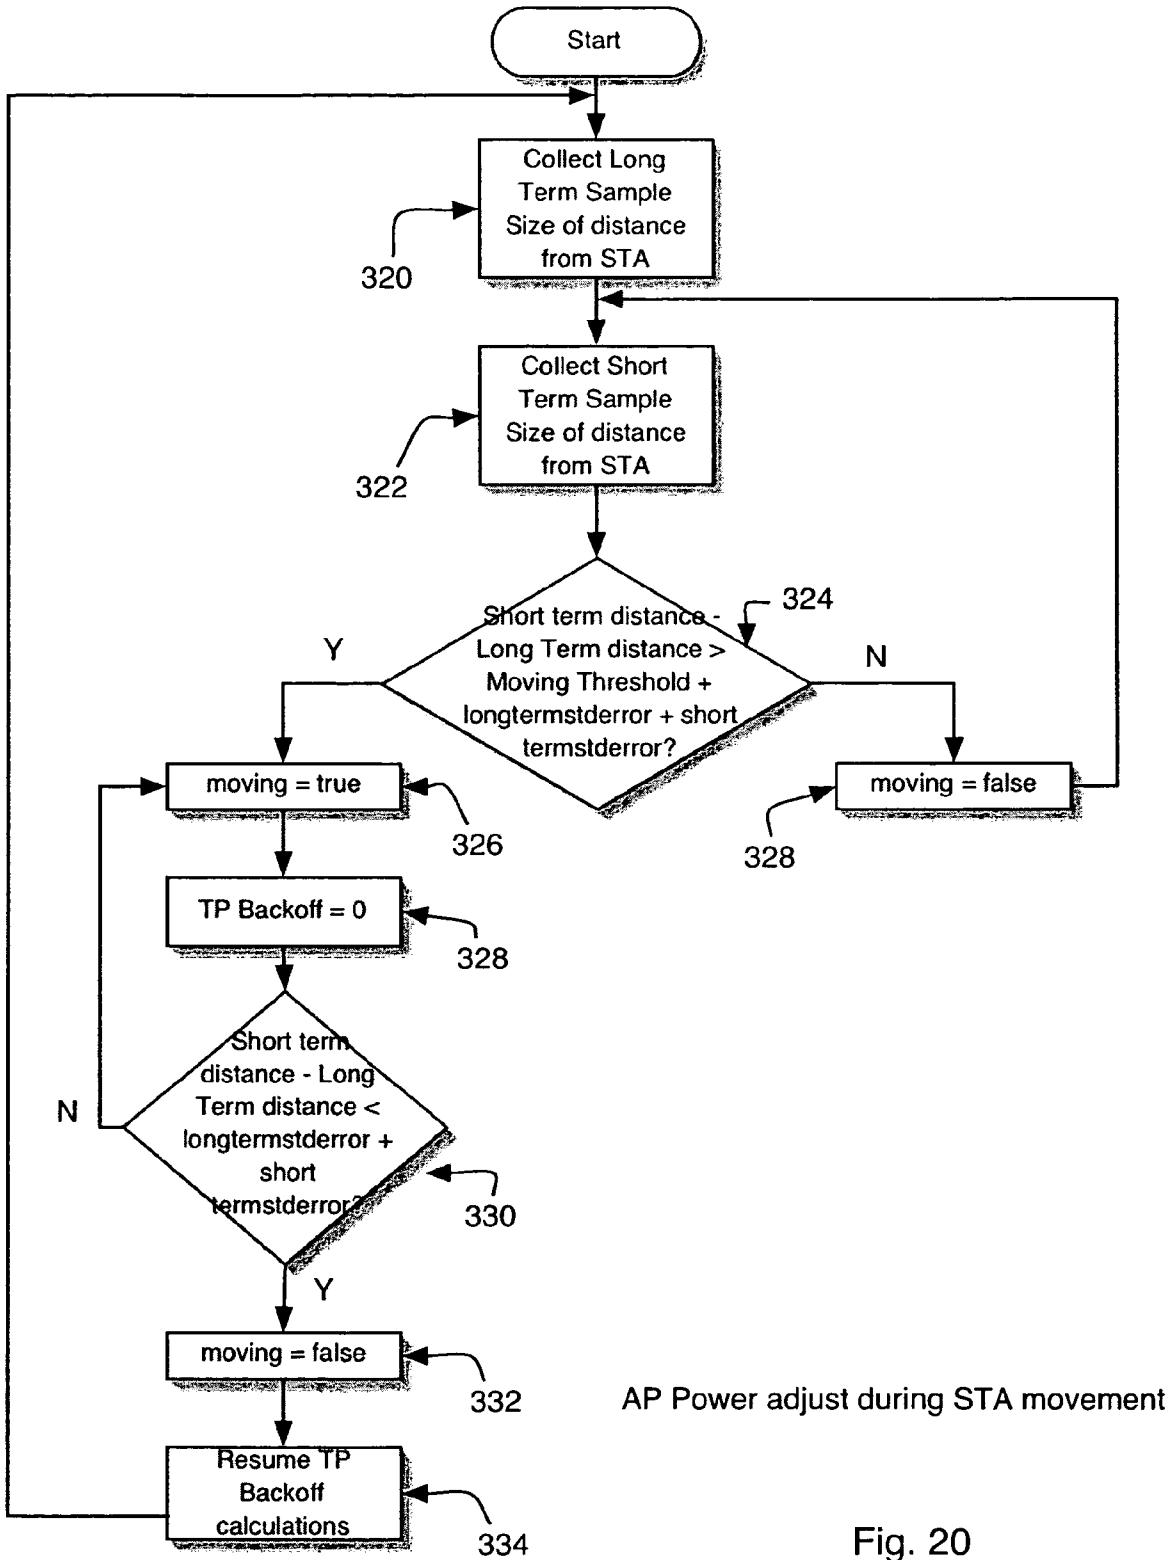 Start
Collect Long
Term Sample
Size of distance
from STA
320
Collect Short
Term Sample
Size of distance
from STA
322
Short term distance -
Long Term distance >
Moving Threshold +
longtermstderror + short
termstderror?
324
Y
N
moving = true
326
moving = false
328
TP Backoff = 0
328
Short term
distance - Long
Term distance <
longtermstderror +
short
termstderror?
N
330
Y
moving = false
332
AP Power adjust during STA movement
Resume TP
Backoff
calculations
334
Fig. 20